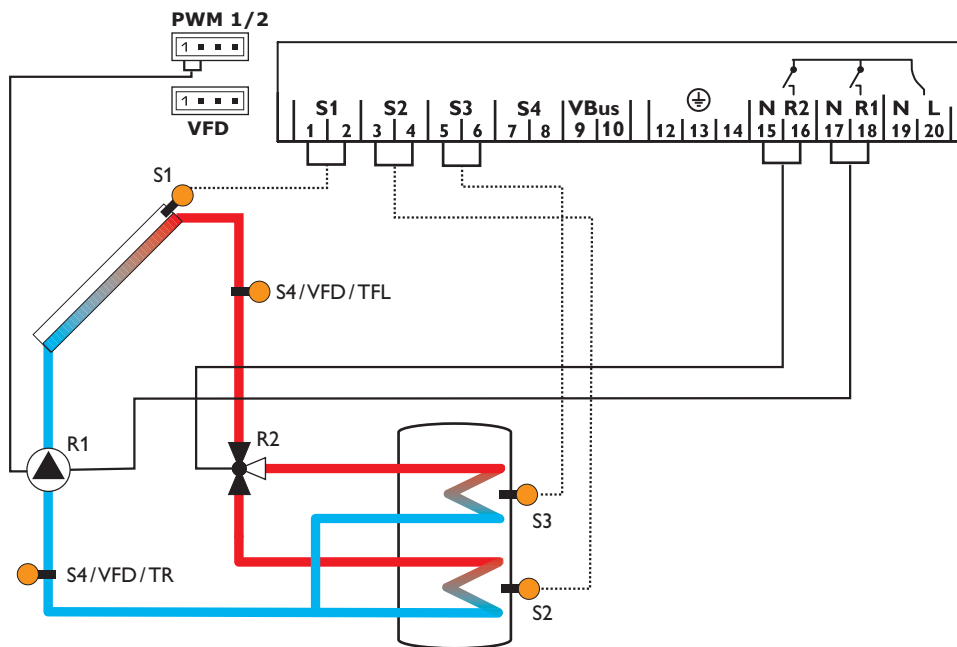 PWM 1/2
1
1
VFD
S1 S2 S3 S4 VBus N R2 N R1 N L
1 2 3 4 5 6 7 8 9 10 12 13 14 15 16 17 18 19 20
S1
S4/VFD/TFL
R1
R2
S3
S4/VFD/TR
S2